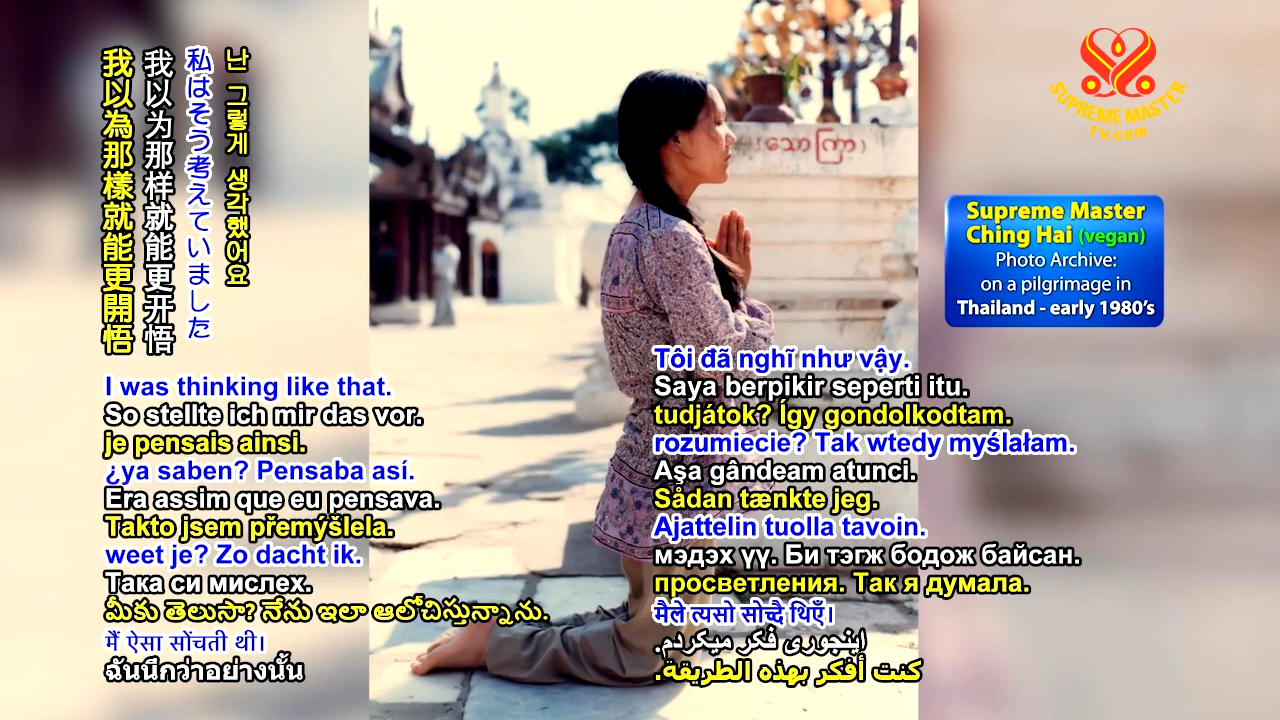 我以為那樣就能更開悟
我以为那样就能更开悟
私はそう考えていました
난 그렇게 생각했어요
I was thinking like that.
So stellte ich mir das vor.
je pensais ainsi.
¿ya saben? Pensaba así.
Era assim que eu pensava.
Takto jsem přemýšlela.
weet je? Zo dacht ik.
Така си мислех.
మీకు తెలుసా? నేను ఇలా ఆలోచిస్తున్నాను.
मैं ऐसा सोंचती थी।
ฉันนึกว่าอย่างนั้น
Tôi đã nghĩ như vậy.
Saya berpikir seperti itu.
tudjátok? Így gondolkodtam.
rozumiecie? Tak wtedy myślałam.
Aşa gândeam atunci.
Sådan tænkte jeg.
Ajattelin tuolla tavoin.
мэдэх үү. Би тэгж бодож байсан.
просветления. Так я думала.
मैले त्यसो सोच्दै थिएँ।
اینجوری فکر میکردم.
كنت أفكر بهذه الطريقة.
(သောကြာ)
SUPREME MASTER
TV.com
Supreme Master
Ching Hai (vegan)
Photo Archive:
on a pilgrimage in
Thailand - early 1980's